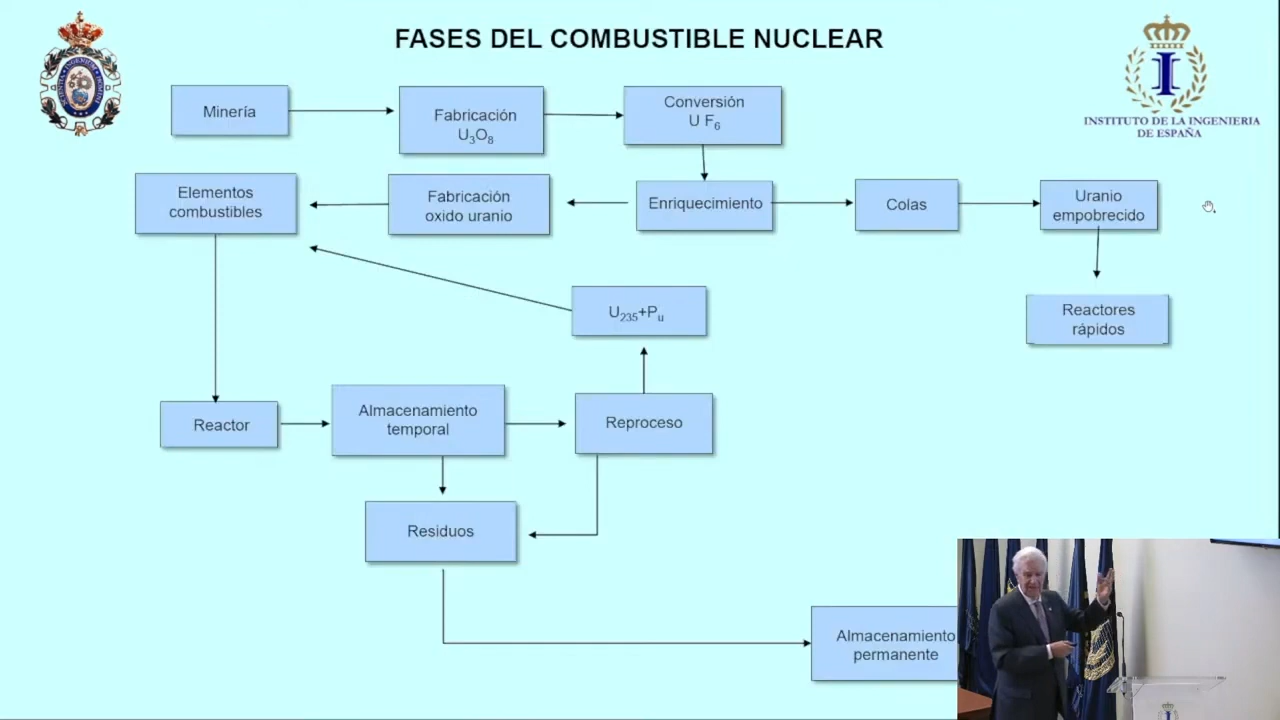 FASES DEL COMBUSTIBLE NUCLEAR
INSTITUTO DE LA INGENIERIA
DE ESPAÑA
Minería
Fabricación
U3O8
Conversión
U F6
Elementos
combustibles
Fabricación
oxido uranio
Enriquecimiento
Colas
Uranio
empobrecido
U235+Pu
Reactores
rápidos
Reactor
Almacenamiento
temporal
Reproceso
Residuos
Almacenamiento
permanente